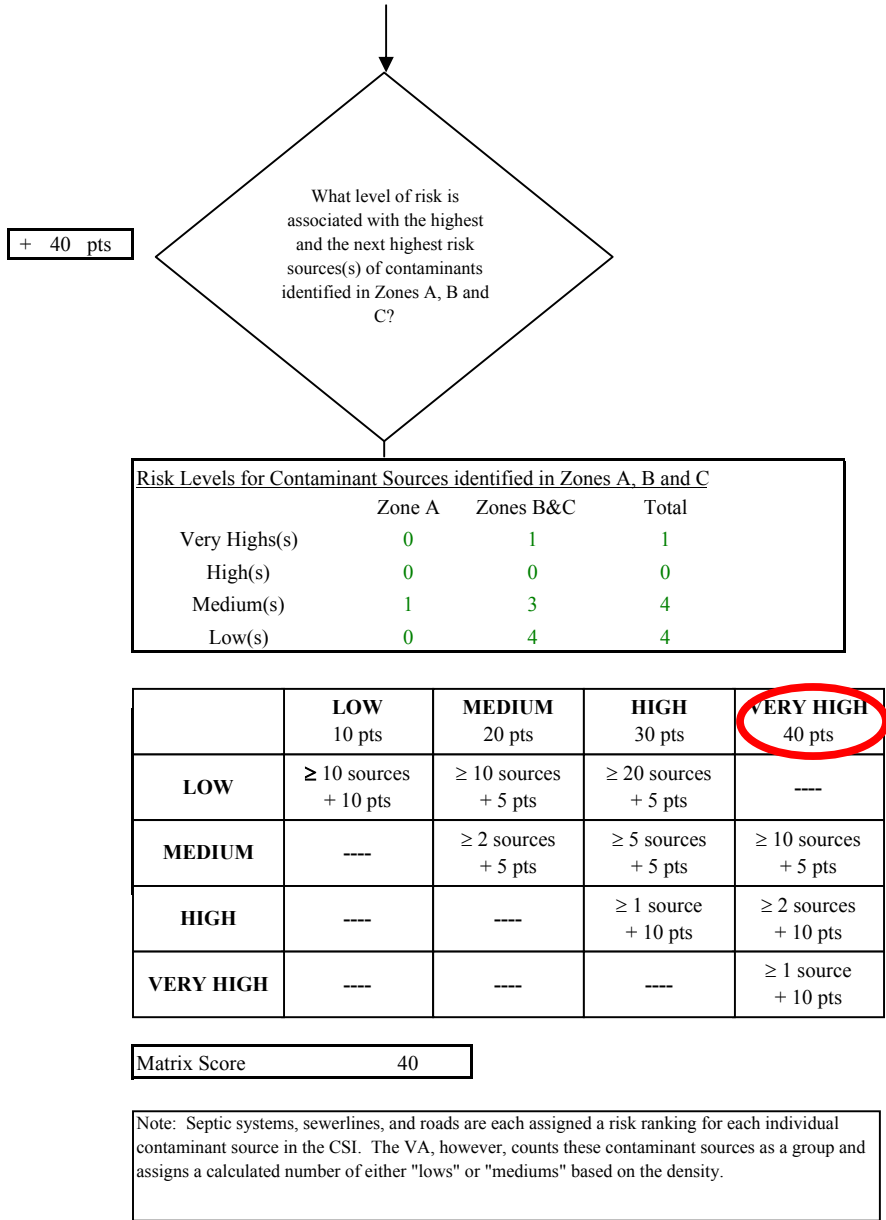 What level of risk is
associated with the highest
and the next highest risk
sources(s) of contaminants
identified in Zones A, B and
C?
+ 40 pts
Risk Levels for Contaminant Sources identified in Zones A, B and C
Zone A Zones B&C Total
Very Highs(s) 0 1 1
High(s) 0 0 0
Medium(s) 1 3 4
Low(s) 0 4 4
LOW MEDIUM HIGH VERY HIGH
10 pts 20 pts 30 pts 40 pts
≥ 10 sources ≥ 10 sources ≥ 20 sources
LOW ----
+ 10 pts + 5 pts + 5 pts
≥ 2 sources ≥ 5 sources ≥ 10 sources
MEDIUM ----
+ 5 pts + 5 pts + 5 pts
≥ 1 source ≥ 2 sources
HIGH ---- ----
+ 10 pts + 10 pts
≥ 1 source
VERY HIGH ---- ---- ----
+ 10 pts
Matrix Score 40
Note: Septic systems, sewerlines, and roads are each assigned a risk ranking for each individual
contaminant source in the CSI. The VA, however, counts these contaminant sources as a group and
assigns a calculated number of either "lows" or "mediums" based on the density.